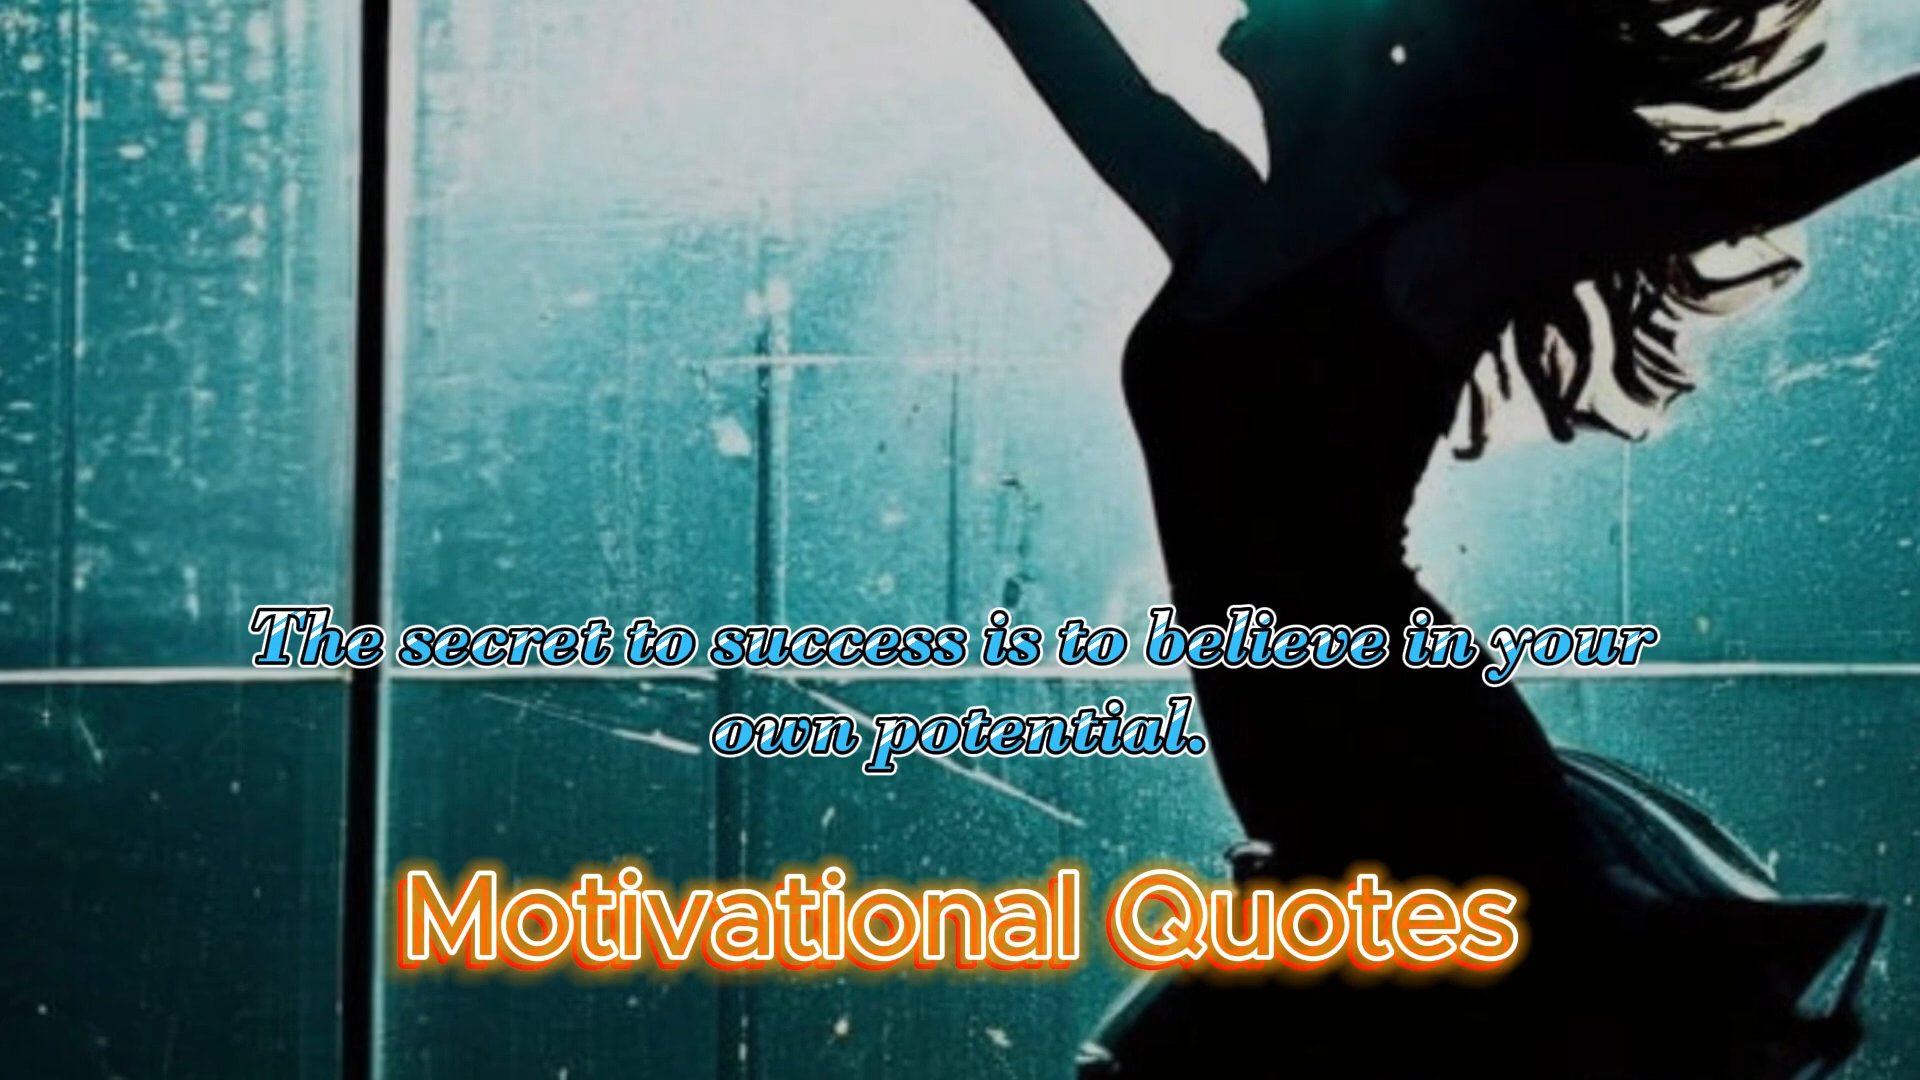 The secret to success is to believe in your
own potential.
Motivational Quotes